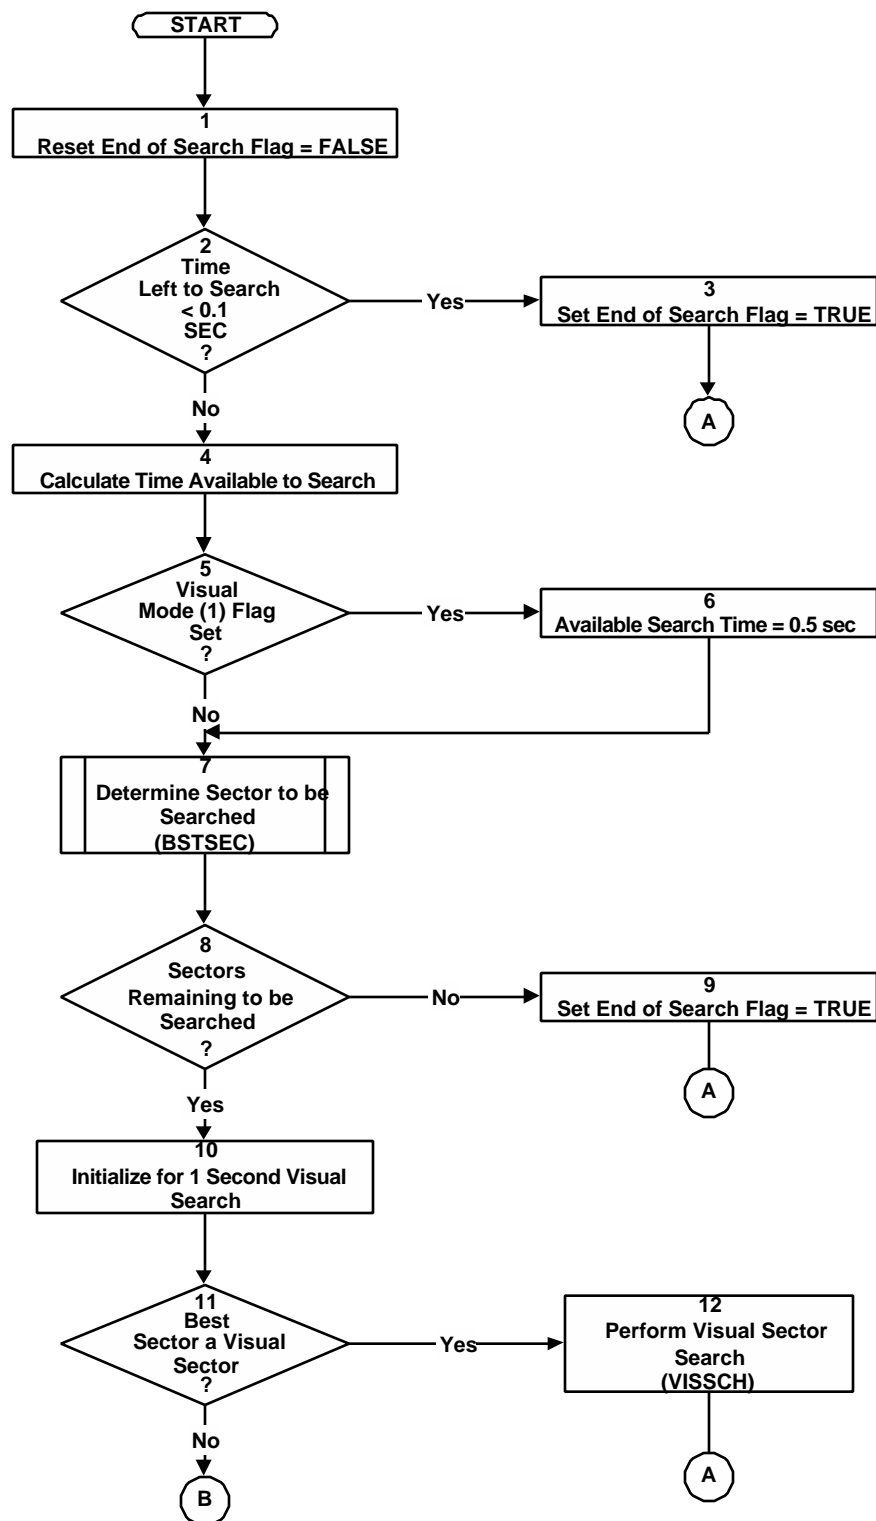 START
1
Reset End of Search Flag = FALSE
2
Time
Left to Search
< 0.1
SEC
?
Yes
3
Set End of Search Flag = TRUE
A
No
4
Calculate Time Available to Search
5
Visual
Mode (1) Flag
Set
?
Yes
6
Available Search Time = 0.5 sec
No
7
Determine Sector to be
Searched
(BSTSEC)
8
Sectors
Remaining to be
Searched
?
No
9
Set End of Search Flag = TRUE
A
Yes
10
Initialize for 1 Second Visual
Search
11
Best
Sector a Visual
Sector
?
Yes
12
Perform Visual Sector
Search
(VISSCH)
A
No
B